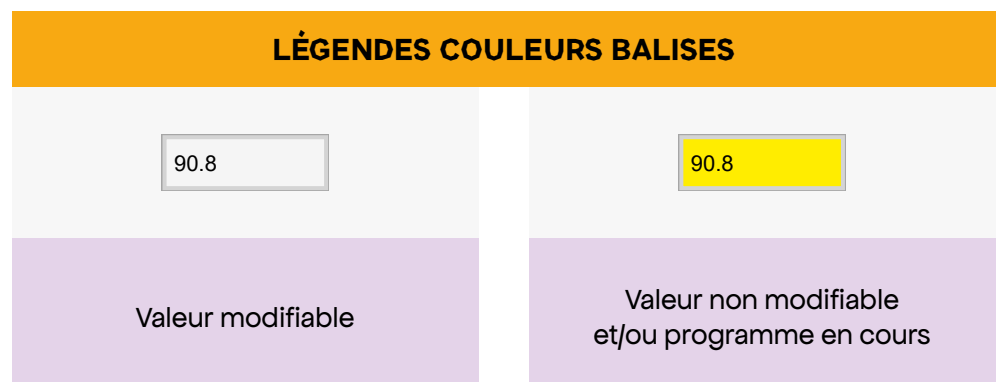 LÉGENDES COULEURS BALISES
90.8
90.8
Valeur modifiable
Valeur non modifiable
et/ou programme en cours